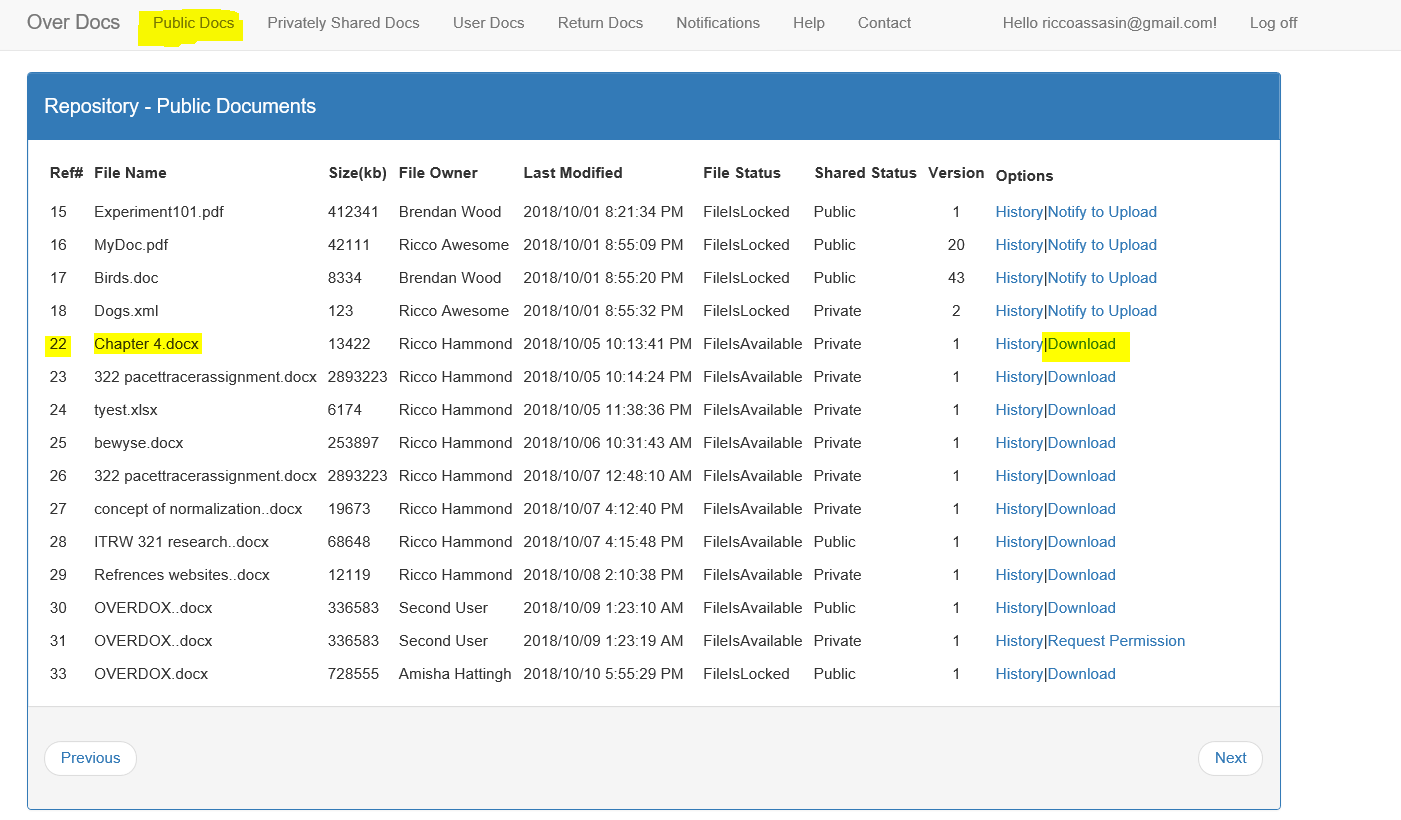 Over Docs Public Docs Privately Shared Docs User Docs Return Docs Notifications Help Contact Hello riccoassasin@gmail.com! Log off
Repository - Public Documents
Ref# File Name Size(kb) File Owner Last Modified File Status Shared Status Version Options
15 Experiment101.pdf 412341 Brendan Wood 2018/10/01 8:21:34 PM FileIsLocked Public 1 History|Notify to Upload
16 MyDoc.pdf 42111 Ricco Awesome 2018/10/01 8:55:09 PM FileIsLocked Public 20 History|Notify to Upload
17 Birds.doc 8334 Brendan Wood 2018/10/01 8:55:20 PM FileIsLocked Public 43 History|Notify to Upload
18 Dogs.xml 123 Ricco Awesome 2018/10/01 8:55:32 PM FileIsLocked Private 2 History|Notify to Upload
22 Chapter 4.docx 13422 Ricco Hammond 2018/10/05 10:13:41 PM FileIsAvailable Private 1 History|Download
23 322 pacettracerassignment.docx 2893223 Ricco Hammond 2018/10/05 10:14:24 PM FileIsAvailable Private 1 History|Download
24 tyest.xlsx 6174 Ricco Hammond 2018/10/05 11:38:36 PM FileIsAvailable Private 1 History|Download
25 bewyse.docx 253897 Ricco Hammond 2018/10/06 10:31:43 AM FileIsAvailable Private 1 History|Download
26 322 pacettracerassignment.docx 2893223 Ricco Hammond 2018/10/07 12:48:10 AM FileIsAvailable Private 1 History|Download
27 concept of normalization..docx 19673 Ricco Hammond 2018/10/07 4:12:40 PM FileIsAvailable Private 1 History|Download
28 ITRW 321 research..docx 68648 Ricco Hammond 2018/10/07 4:15:48 PM FileIsAvailable Public 1 History|Download
29 Refrences websites..docx 12119 Ricco Hammond 2018/10/08 2:10:38 PM FileIsAvailable Private 1 History|Download
30 OVERDOX..docx 336583 Second User 2018/10/09 1:23:10 AM FileIsAvailable Public 1 History|Download
31 OVERDOX..docx 336583 Second User 2018/10/09 1:23:19 AM FileIsAvailable Private 1 History|Request Permission
33 OVERDOX.docx 728555 Amisha Hattingh 2018/10/10 5:55:29 PM FileIsLocked Public 1 History|Download
Previous Next